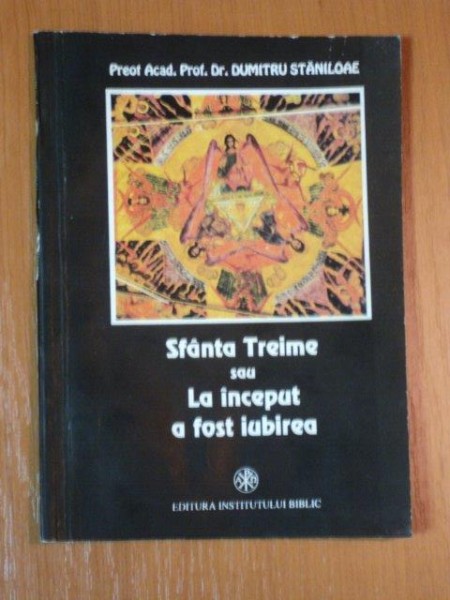 Preot Acad. Prof. Dr. DUMITRU STĂNILOAE
Sfânta Treime
sau
La început
a fost iubirea
EDITURA INSTITUTULUI BIBLIC